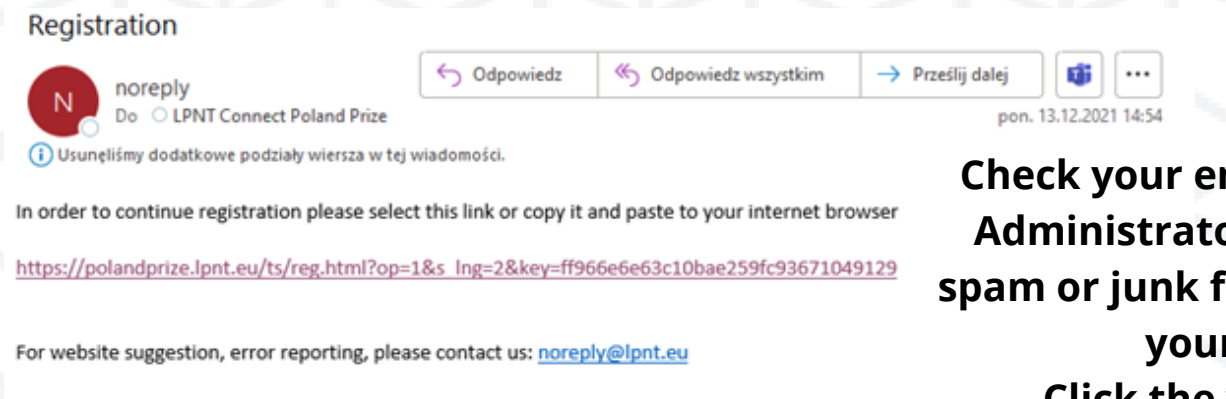 Registration
N
noreply
Do LPNT Connect Poland Prize
Odpowiedz
Odpowiedz wszystkim
Prześlij dalej
pon. 13.12.2021 14:54
Usunęliśmy dodatkowe podziały wiersza w tej wiadomości.
In order to continue registration please select this link or copy it and paste to your internet browser
https://polandprize.lpnt.eu/ts/reg.html?op=1&s_lng=2&key=ff966e6e63c10bae259fc93671049129
For website suggestion, error reporting, please contact us: noreply@lpnt.eu
Check your
Administrato
spam or junk f
your
Click the